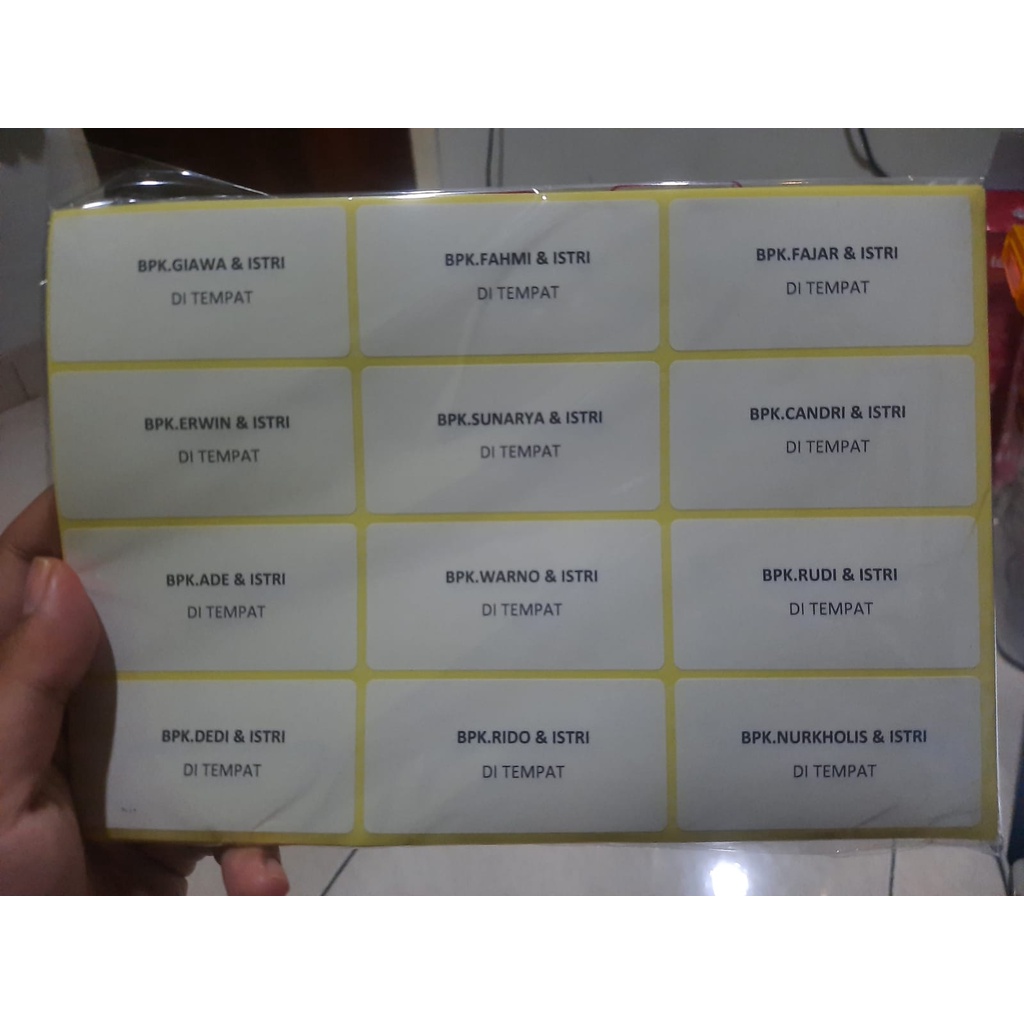 BPK.GIAWA & ISTRI
DI TEMPAT
BPK.FAHMI & ISTRI
DI TEMPAT
BPK.FAJAR & ISTRI
DI TEMPAT
BPK.ERWIN & ISTRI
DI TEMPAT
BPK.SUNARYA & ISTRI
DI TEMPAT
BPK.CANDRI & ISTRI
DI TEMPAT
BPK.ADE & ISTRI
DI TEMPAT
BPK.WARNO & ISTRI
DI TEMPAT
BPK.RUDI & ISTRI
DI TEMPAT
BPK.DEDI & ISTRI
DI TEMPAT
BPK.RIDO & ISTRI
DI TEMPAT
BPK.NURKHOLIS & ISTRI
DI TEMPAT